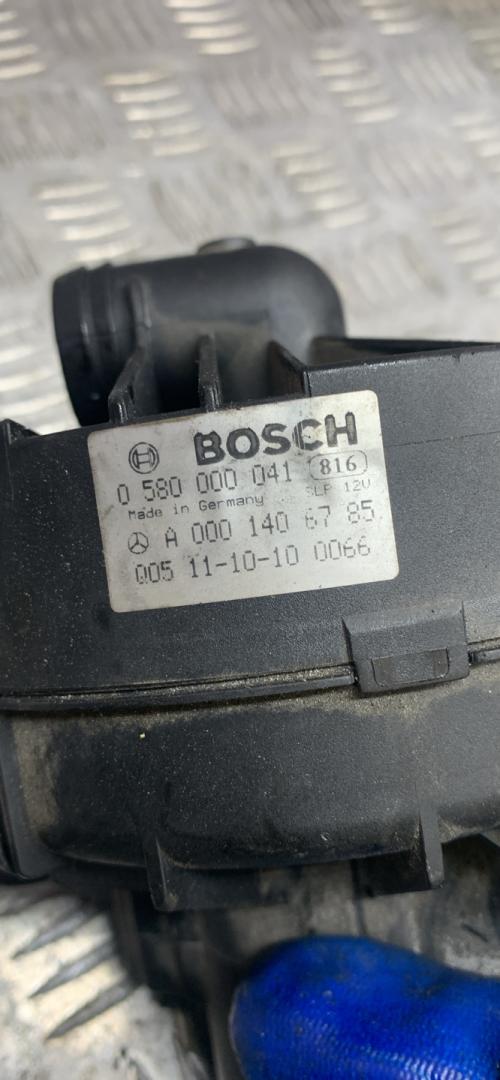 BOSCH
0 580 000 041 816
Made in Germany SLP 12V
A 000 140 67 85
005 11-10-10 0066